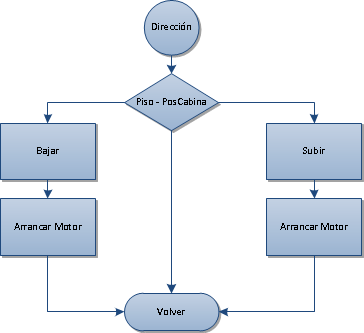 Dirección
Piso - PosCabina
Bajar
Subir
Arrancar Motor
Arrancar Motor
Volver